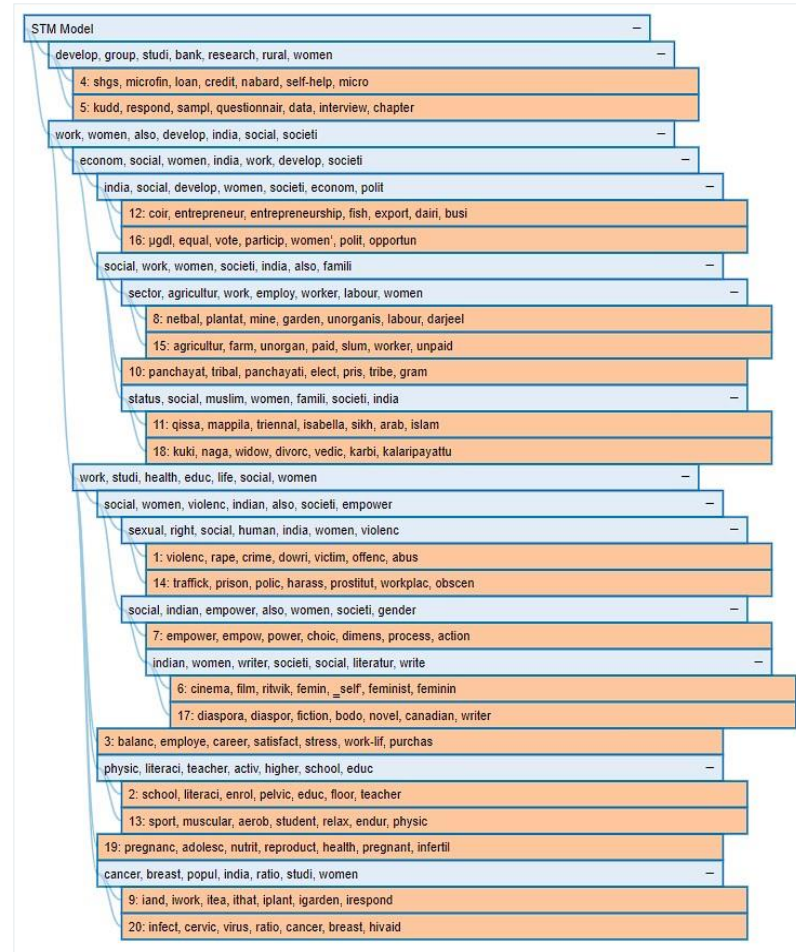 STM Model –
develop, group, studi, bank, research, rural, women –
4: shgs, microfin, loan, credit, nabard, self-help, micro
5: kudd, respond, sampl, questionnair, data, interview, chapter
work, women, also, develop, india, social, societi –
econom, social, women, india, work, develop, societi –
india, social, develop, women, societi, econom, polit –
12: coir, entrepreneur, entrepreneurship, fish, export, dairi, busi
16: µgdl, equal, vote, particip, women', polit, opportun
social, work, women, societi, india, also, famili –
sector, agricultur, work, employ, worker, labour, women –
8: netbal, plantat, mine, garden, unorganis, labour, darjeel
15: agricultur, farm, unorgan, paid, slum, worker, unpaid
10: panchayat, tribal, panchayati, elect, pris, tribe, gram
status, social, muslim, women, famili, societi, india –
11: qissa, mappila, triennal, isabella, sikh, arab, islam
18: kuki, naga, widow, divorc, vedic, karbi, kalaripayattu
work, studi, health, educ, life, social, women –
social, women, violenc, indian, also, societi, empower –
sexual, right, social, human, india, women, violenc –
1: violenc, rape, crime, dowri, victim, offenc, abus
14: traffick, prison, polic, harass, prostitut, workplac, obscen
social, indian, empower, also, women, societi, gender –
7: empower, empow, power, choic, dimens, process, action
indian, women, writer, societi, social, literatur, write –
6: cinema, film, ritwik, femin, ‗self', feminist, feminin
17: diaspora, diaspor, fiction, bodo, novel, canadian, writer
3: balanc, employe, career, satisfact, stress, work-lif, purchas
physic, literaci, teacher, activ, higher, school, educ –
2: school, literaci, enrol, pelvic, educ, floor, teacher
13: sport, muscular, aerob, student, relax, endur, physic
19: pregnanc, adolesc, nutrit, reproduct, health, pregnant, infertil
cancer, breast, popul, india, ratio, studi, women –
9: iand, iwork, itea, ithat, iplant, igarden, irespond
20: infect, cervic, virus, ratio, cancer, breast, hivaid